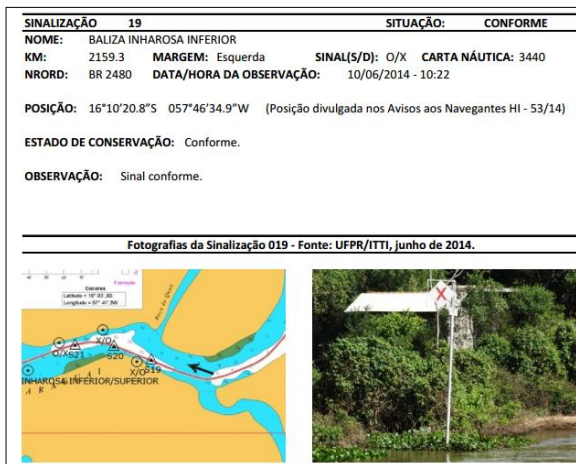 SINALIZAÇÃO 19 SITUAÇÃO: CONFORME
NOME: BALIZA INHAROSA INFERIOR
KM: 2159.3 MARGEM: Esquerda SINAL(S/D): O/X CARTA NÁUTICA: 3440
NRORD: BR 2480 DATA/HORA DA OBSERVAÇÃO: 10/06/2014 - 10:22
POSIÇÃO: 16°10'20.8"S 057°46'34.9"W (Posição divulgada nos Avisos aos Navegantes HI - 53/14)
ESTADO DE CONSERVAÇÃO: Conforme.
OBSERVAÇÃO: Sinal conforme.
Fotografias da Sinalização 019 - Fonte: UFPR/ITTI, junho de 2014.
Cáceres
X/O
O/X S21
S20
X/O S19
INHAROSA INFERIOR/SUPERIOR
X